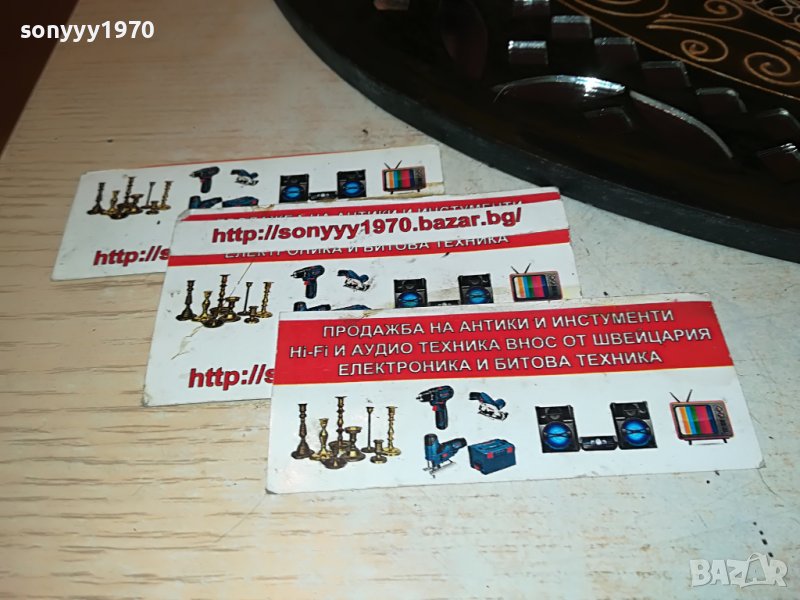 sonyyy1970
http://
http://sonyyy1970.bazar.bg/
ЕЛЕКТРОНИКА И БИТОВА ТЕХНИКА
http://s
ПРОДАЖБА НА АНТИКИ И ИНСТУМЕНТИ
Hi-Fi И АУДИО ТЕХНИКА ВНОС ОТ ШВЕЙЦАРИЯ
ЕЛЕКТРОНИКА И БИТОВА ТЕХНИКА
BAZAR